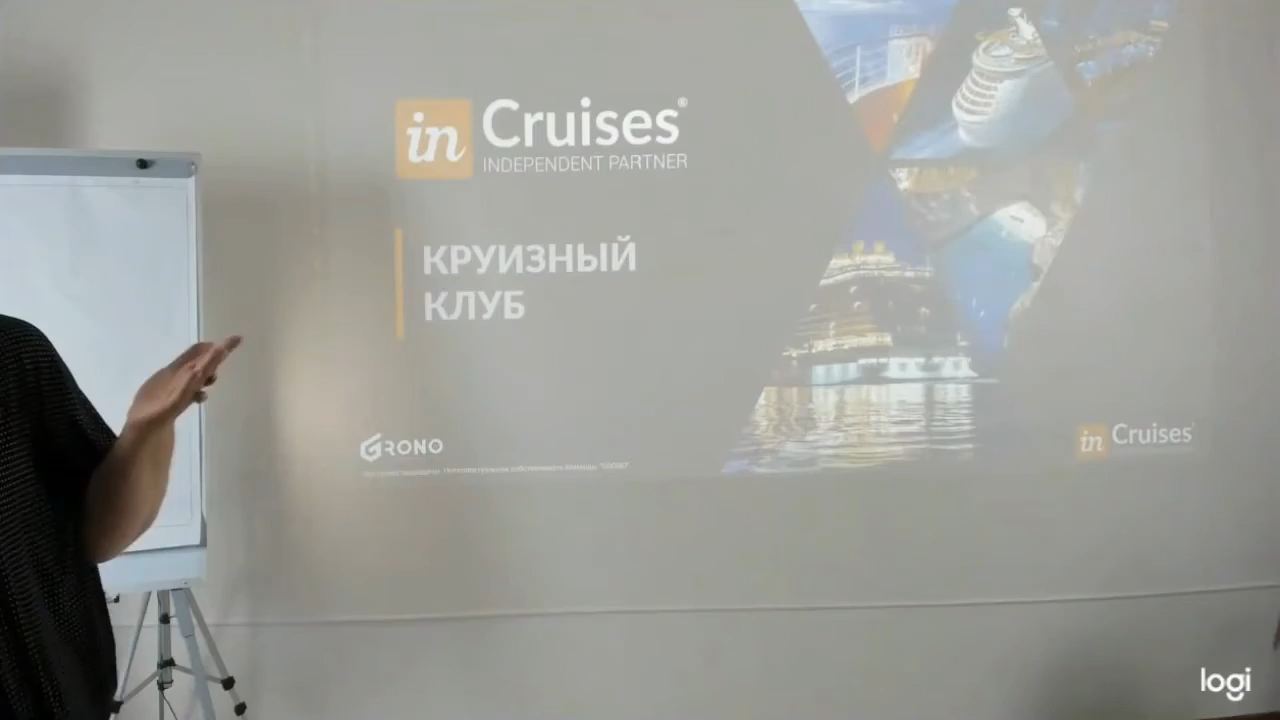 in Cruises®
INDEPENDENT PARTNER
КРУИЗНЫЙ
КЛУБ
GRONO
in Cruises
logi